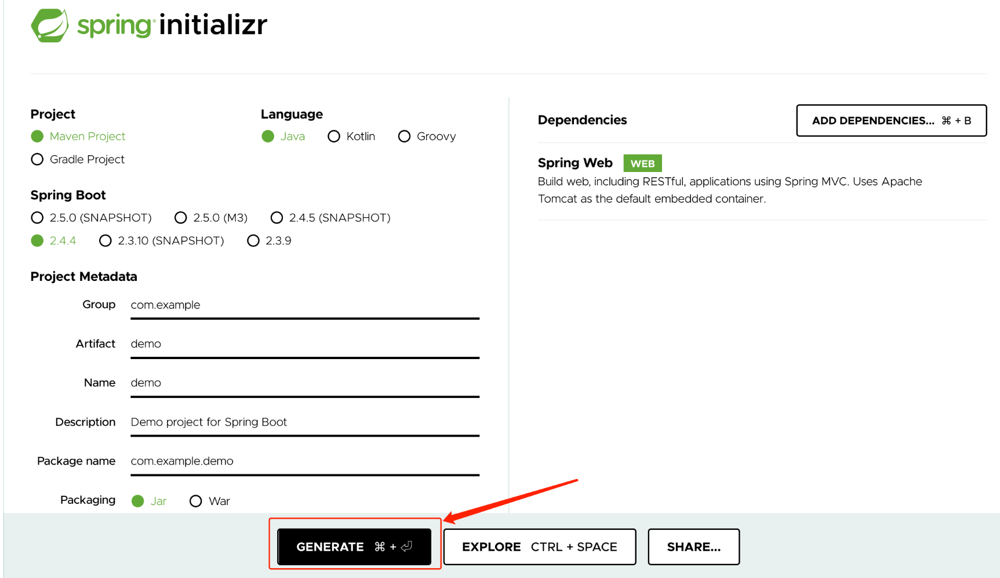 spring initializr
Project
Maven Project
Gradle Project
Language
Java Kotlin Groovy
Spring Boot
2.5.0 (SNAPSHOT) 2.5.0 (M3) 2.4.5 (SNAPSHOT)
2.4.4 2.3.10 (SNAPSHOT) 2.3.9
Project Metadata
Group com.example
Artifact demo
Name demo
Description Demo project for Spring Boot
Package name com.example.demo
Packaging Jar War
Dependencies
ADD DEPENDENCIES... ⌘ + B
Spring Web WEB
Build web, including RESTful, applications using Spring MVC. Uses Apache
Tomcat as the default embedded container.
GENERATE ⌘ + ⏎
EXPLORE CTRL + SPACE
SHARE...